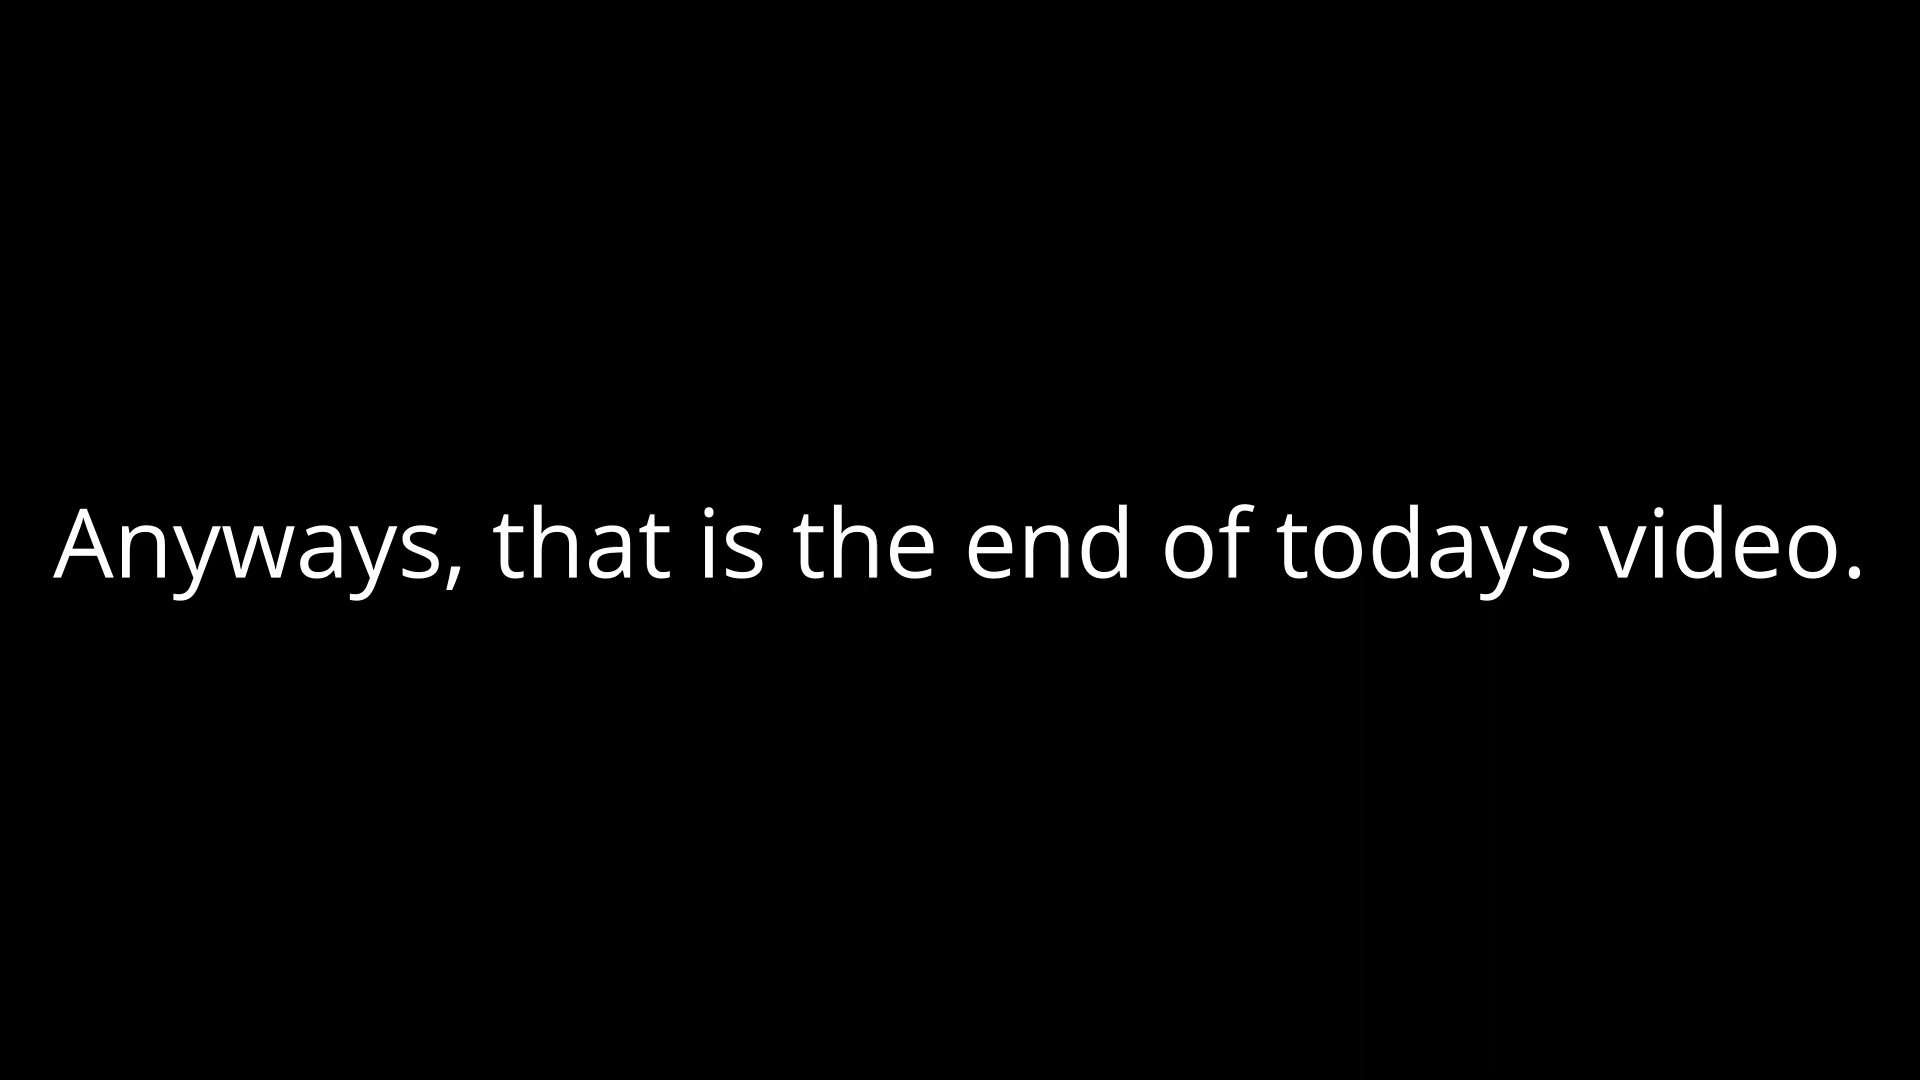 Anyways, that is the end of todays video.